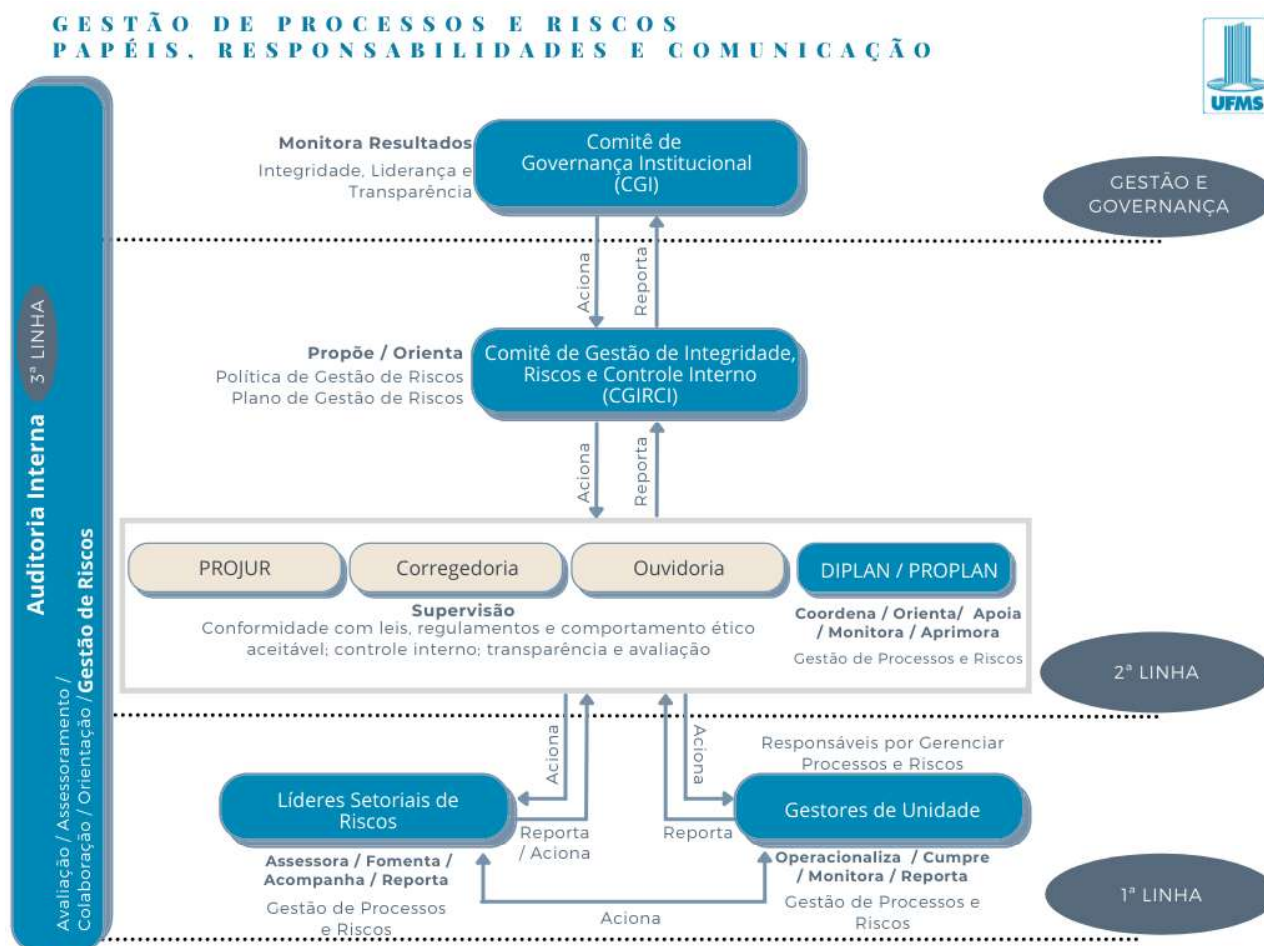 GESTÃO DE PROCESSOS E RISCOS
PAPÉIS, RESPONSABILIDADES E COMUNICAÇÃO
UFMS
Monitora Resultados
Integridade, Liderança e
Transparência
Comitê de
Governança Institucional
(CGI)
GESTÃO E
GOVERNANÇA
Aciona
Reporta
Propõe / Orienta
Política de Gestão de Riscos
Plano de Gestão de Riscos
Comitê de Gestão de Integridade,
Riscos e Controle Interno
(CGIRCI)
Aciona
Reporta
3ª LINHA
Auditoria Interna
Avaliação / Assessoramento /
Colaboração / Orientação / Gestão de Riscos
PROJUR
Corregedoria
Ouvidoria
DIPLAN / PROPLAN
Supervisão
Conformidade com leis, regulamentos e comportamento ético
aceitável; controle interno; transparência e avaliação
Coordena / Orienta/ Apoia
/ Monitora / Aprimora
Gestão de Processos e Riscos
2ª LINHA
Aciona
Reporta
/ Aciona
Aciona
Reporta
Responsáveis por Gerenciar
Processos e Riscos
Líderes Setoriais de
Riscos
Gestores de Unidade
Assessora / Fomenta /
Acompanha / Reporta
Gestão de Processos
e Riscos
Aciona
Operacionaliza / Cumpre
/ Monitora / Reporta
Gestão de Processos e
Riscos
1ª LINHA